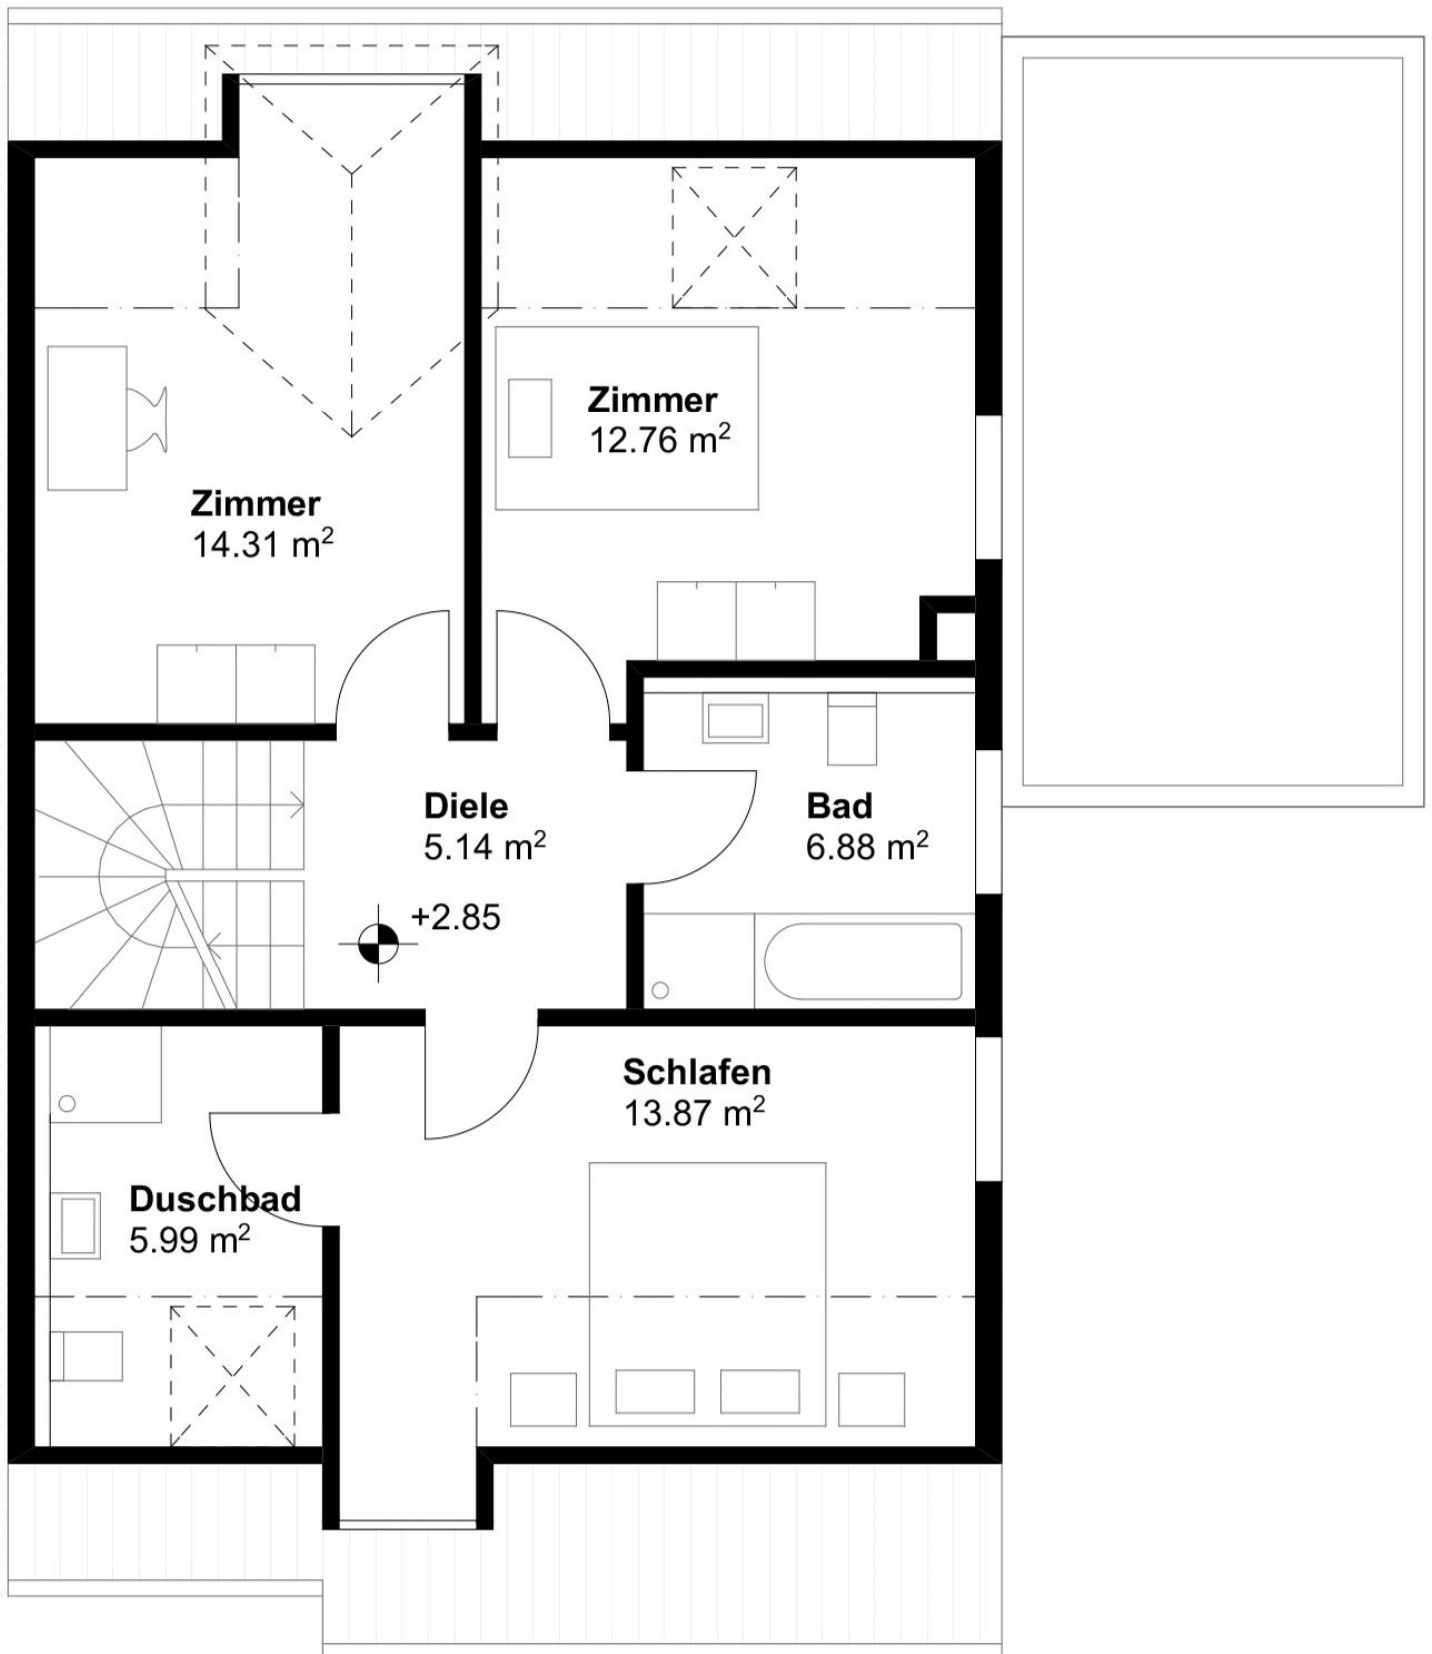 Zimmer
12.76 m²
Zimmer
14.31 m²
Diele
5.14 m²
Bad
6.88 m²
+2.85
Schlafen
13.87 m²
Duschbad
5.99 m²